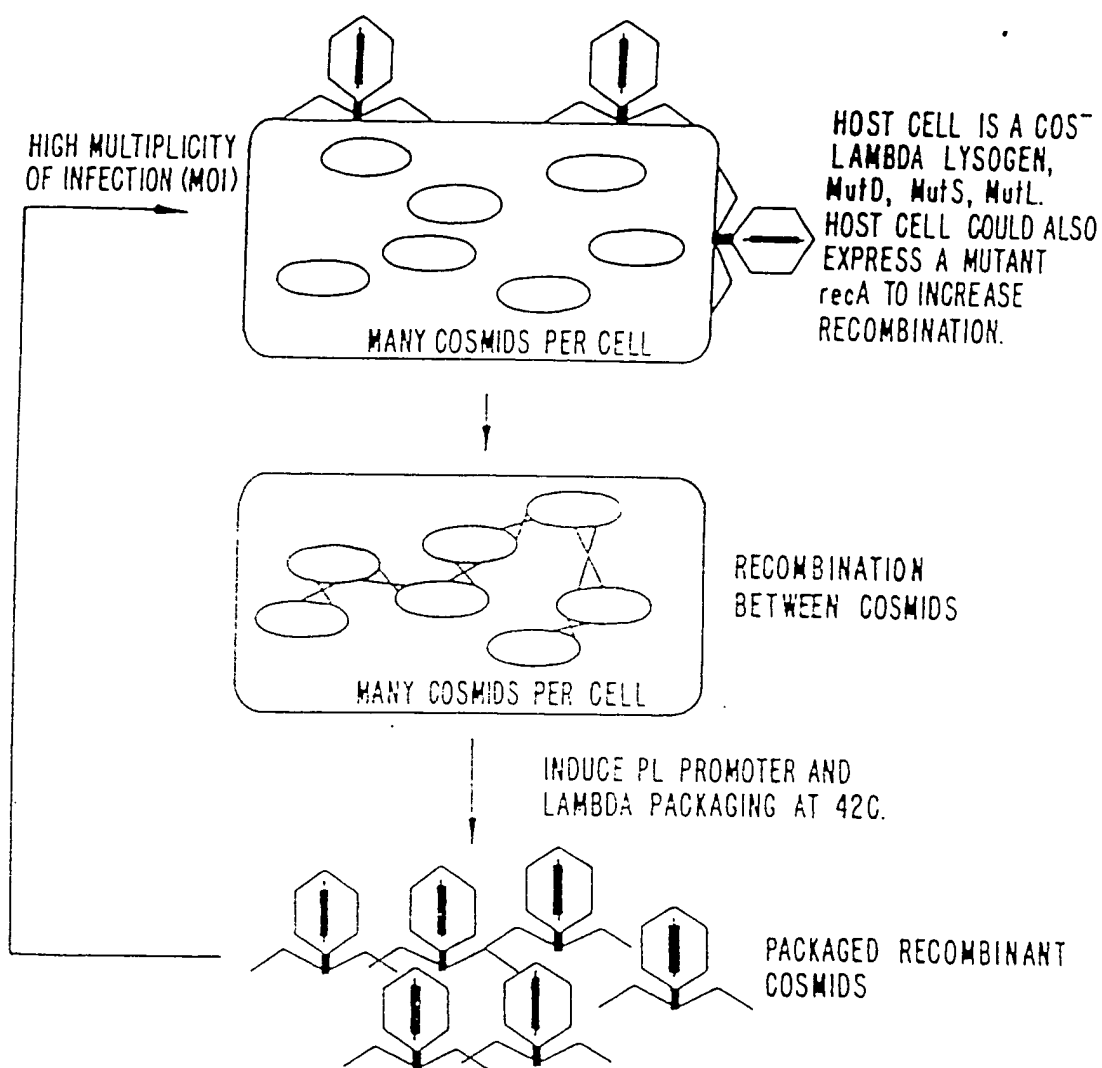 HIGH MULTIPLICITY
OF INFECTION (MOI)
HOST CELL IS A COS⁻
LAMBDA LYSOGEN,
MutD, MutS, MutL.
HOST CELL COULD ALSO
EXPRESS A MUTANT
recA TO INCREASE
RECOMBINATION.
MANY COSMIDS PER CELL
RECOMBINATION
BETWEEN COSMIDS
MANY COSMIDS PER CELL
INDUCE PL PROMOTER AND
LAMBDA PACKAGING AT 42C.
PACKAGED RECOMBINANT
COSMIDS